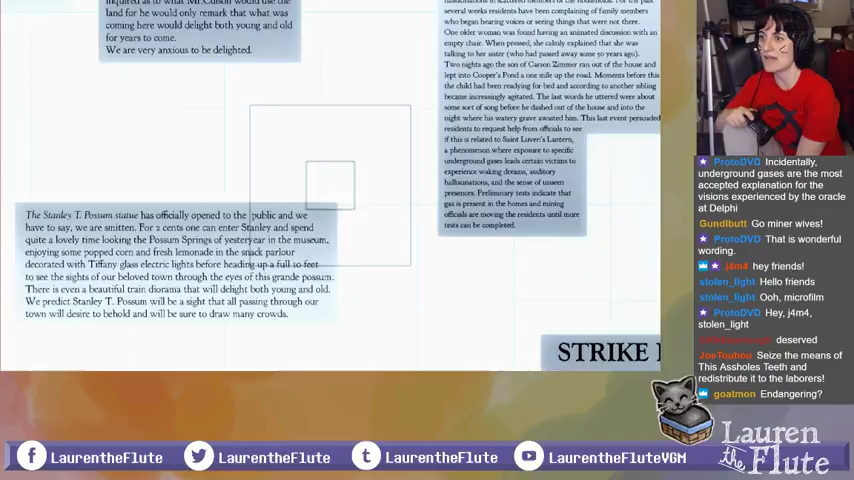 inquired as to what Mr.Carson would use the
land for he would only remark that what was
coming here would delight both young and old
for years to come.
We are very anxious to be delighted.
The Stanley T. Possum statue has officially opened to the public and we
have to say, we are smitten. For 2 cents one can enter Stanley and spend
quite a lovely time looking the Possum Springs of yesteryear in the museum,
enjoying some popped corn and fresh lemonade in the snack parlour
decorated with Tiffany glass electric lights before heading up a full 10 feet
to see the sights of our beloved town through the eyes of this grande possum.
There is even a beautiful train diorama that will delight both young and old.
We predict Stanley T. Possum will be a sight that all passing through our
town will desire to behold and will be sure to draw many crowds.
several weeks residents have been complaining of family members
who began hearing voices or seeing things that were not there.
One older woman was found having an animated discussion with an
empty chair. When pressed, she calmly explained that she was
talking to her sister (who had passed away some 30 years ago).
Two nights ago the son of Carson Zimmer ran out of the house and
lept into Cooper's Pond a one mile up the road. Moments before this
the child had been readying for bed and according to another sibling
became increasingly agitated. The last words he uttered were about
some sort of song before he dashed out of the house and into the
night where his watery grave awaited him. This last event persuaded
residents to request help from officials to see
if this is related to Saint Luven's Lantern,
a phenomenon where exposure to specific
underground gases leads certain victims to
experience waking dreams, auditory
hallucinations, and the sense of unseen
presences. Preliminary tests indicate that
gas is present in the homes and mining
officials are moving the residents until more
tests can be completed.
STRIKE
ProtoDVD Incidentally,
underground gases are the most
accepted explanation for the
visions experienced by the oracle
at Delphi
Gundlbutt Go miner wives!
ProtoDVD That is wonderful
wording.
j4m4 hey friends!
stolen_light Hello friends
stolen_light Ooh, microfilm
ProtoDVD Hey, j4m4,
stolen_light
deserved
JoeTouhou Seize the means of
This Assholes Teeth and
redistribute it to the laborers!
goatmon Endangering?
Lauren
the Flute
LaurentheFlute
LaurentheFlute
LaurentheFlute
LaurentheFluteVGM